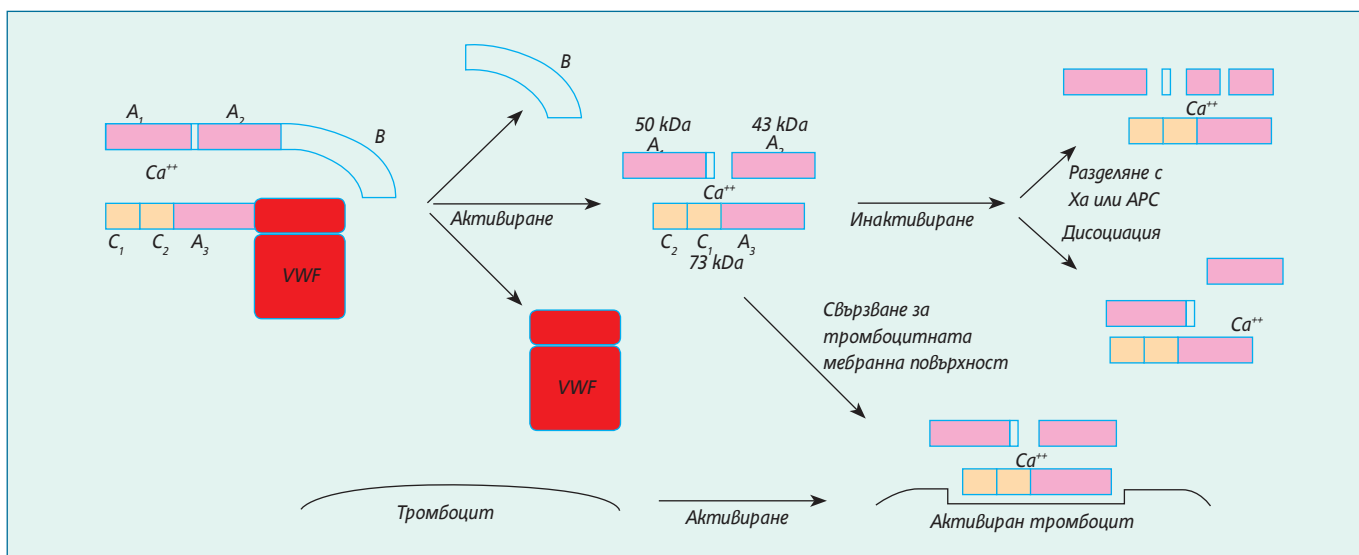 A₁ A₂
B
Ca⁺⁺
C₁ C₂ A₃
VWF
B
Активиране
VWF
50 kDa 43 kDa
A₁ A₂
Ca⁺⁺
C₂ C₁ A₃
73 kDa
Инактивиране
Ca⁺⁺
Разделяне с
Xa или APC
Дисоциация
Ca⁺⁺
Свързване за
тромбоцитната
мебранна повърхност
Ca⁺⁺
Тромбоцит
Активиране
Активиран тромбоцит